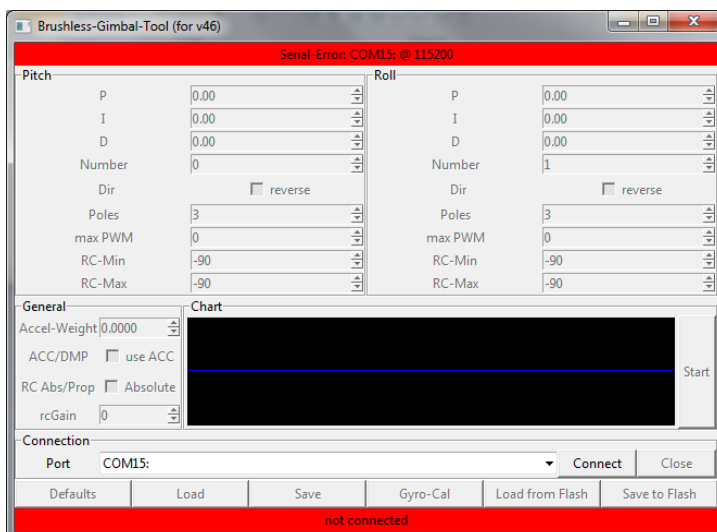 Brushless-Gimbal-Tool (for v46)
Serial-Error: COM15: @ 115200
Pitch
P 0.00
I 0.00
D 0.00
Number 0
Dir reverse
Poles 3
max PWM 0
RC-Min -90
RC-Max -90
Roll
P 0.00
I 0.00
D 0.00
Number 1
Dir reverse
Poles 3
max PWM 0
RC-Min -90
RC-Max -90
General
Accel-Weight 0.0000
ACC/DMP use ACC
RC Abs/Prop Absolute
rcGain 0
Chart
Start
Connection
Port COM15: Connect Close
Defaults Load Save Gyro-Cal Load from Flash Save to Flash
not connected